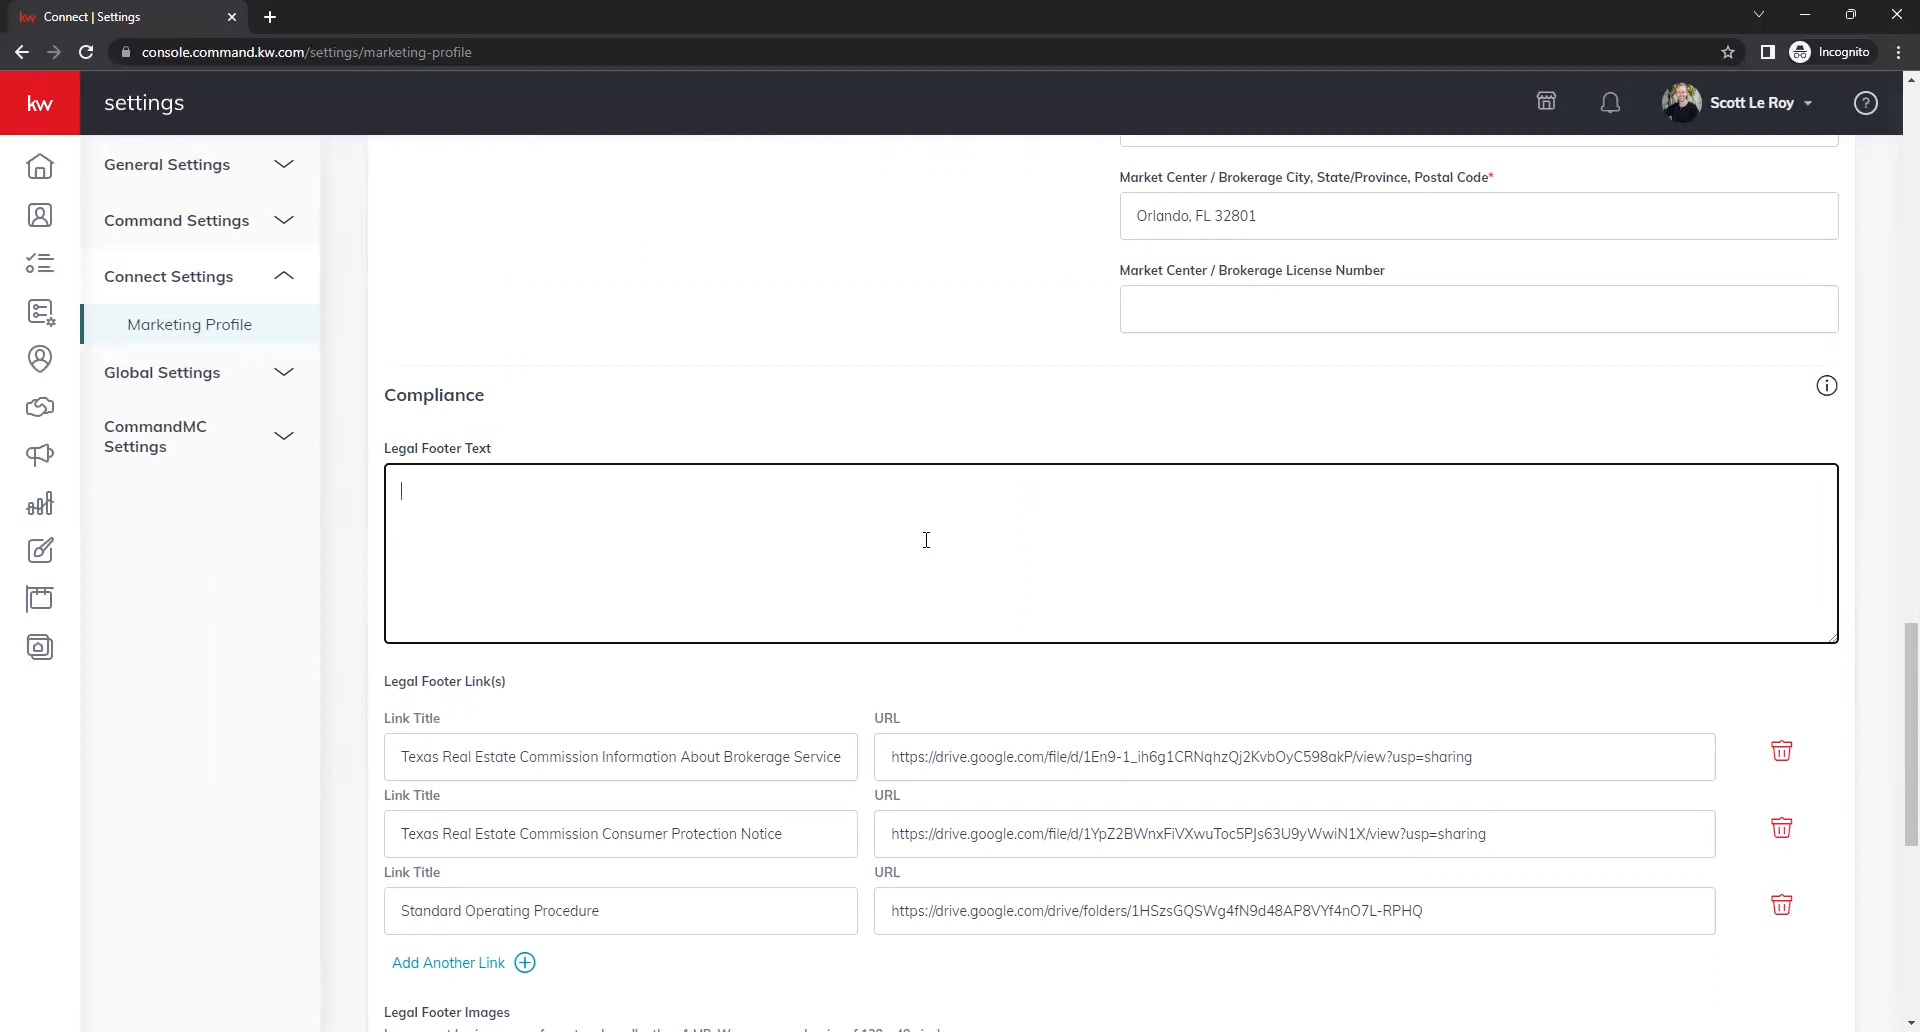 kw Connect | Settings
console.command.kw.com/settings/marketing-profile
Incognito
kw
settings
Scott Le Roy
General Settings
Command Settings
Connect Settings
Marketing Profile
Global Settings
CommandMC
Settings
Market Center / Brokerage City, State/Province, Postal Code*
Orlando, FL 32801
Market Center / Brokerage License Number
Compliance
Legal Footer Text
Legal Footer Link(s)
Link Title
URL
Texas Real Estate Commission Information About Brokerage Service
https://drive.google.com/file/d/1En9-1_ih6g1CRNqhzQj2KvbOyC598akP/view?usp=sharing
Link Title
URL
Texas Real Estate Commission Consumer Protection Notice
https://drive.google.com/file/d/1YpZ2BWnxFiVXwuToc5PJs63U9yWwiN1X/view?usp=sharing
Link Title
URL
Standard Operating Procedure
https://drive.google.com/drive/folders/1HSzsGQSWg4fN9d48AP8VYf4nO7L-RPHQ
Add Another Link
Legal Footer Images